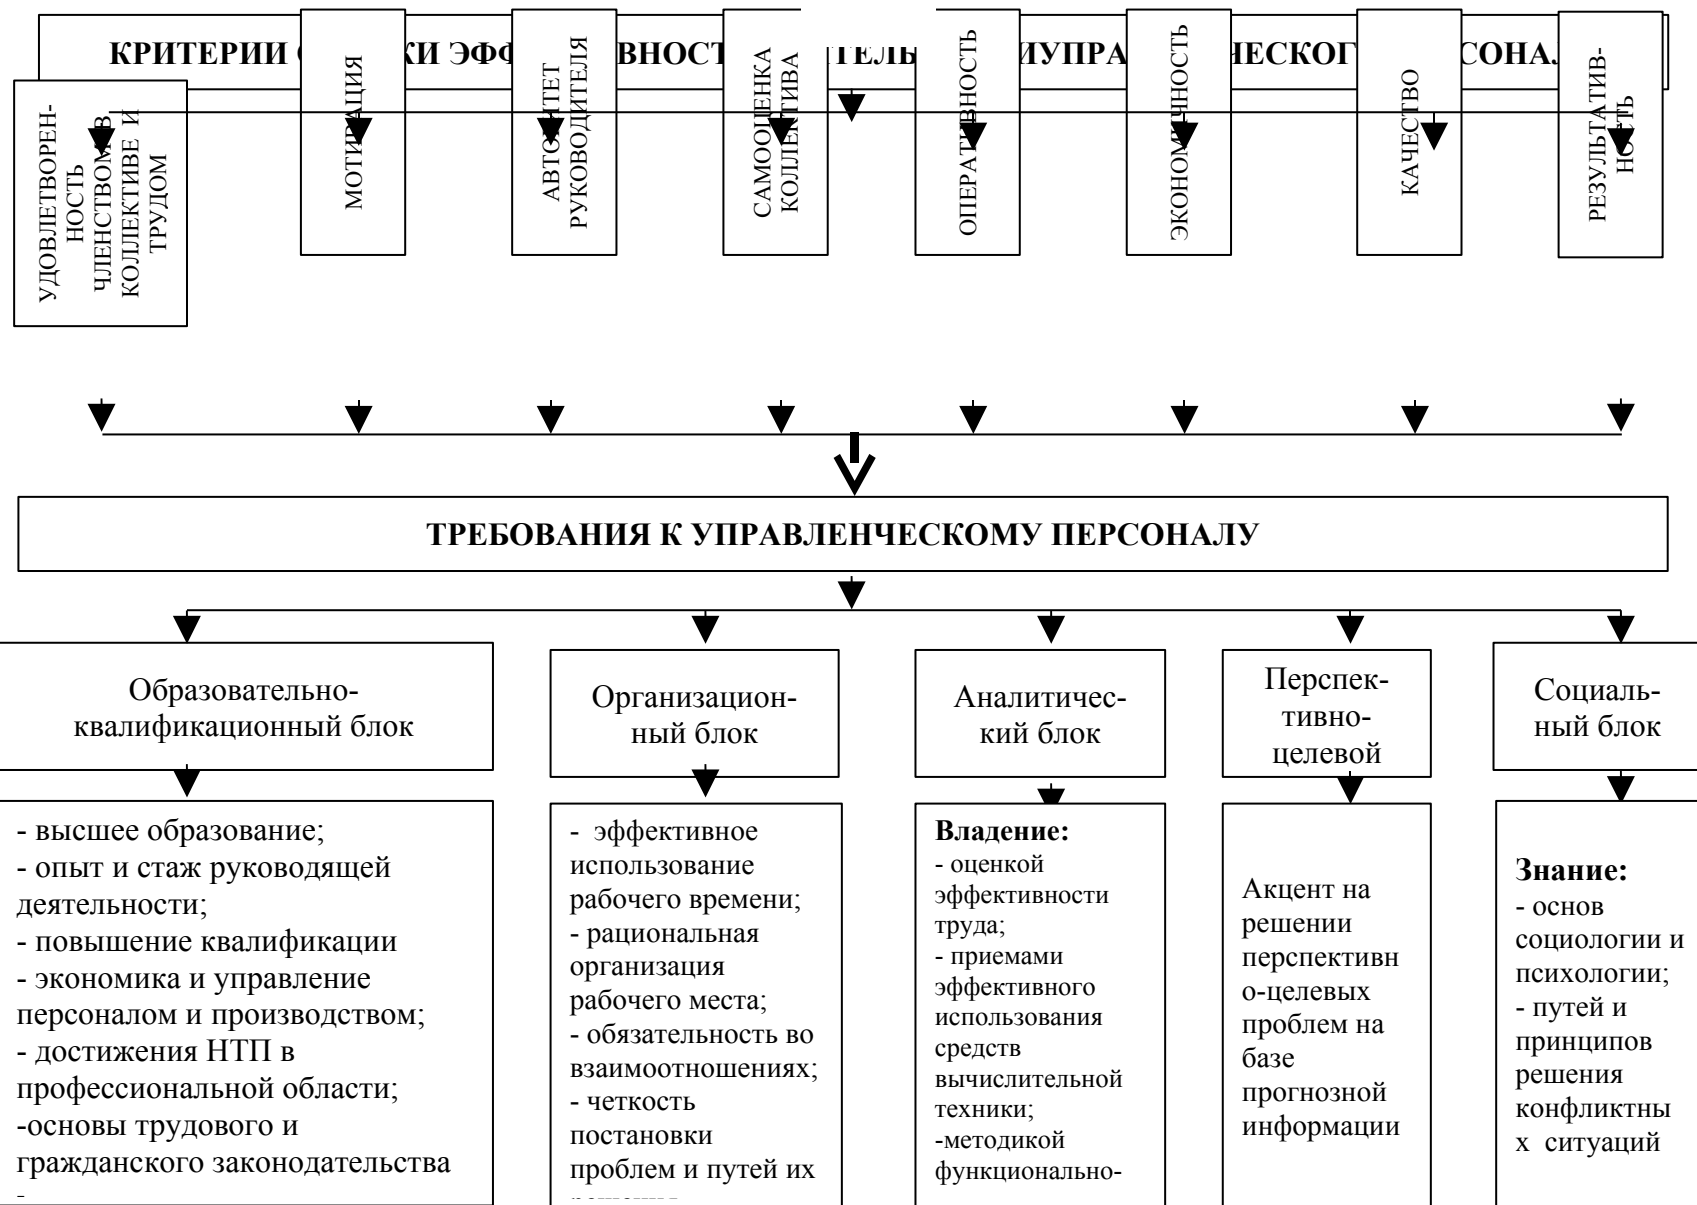 КРИТЕРИИ КИ ЭФФ ВНОСТ ТЕЛЬ ИУПРА ЧЕСКОГ СОНА
УДОВЛЕТВОРЕН-
НОСТЬ
ЧЛЕНСТВОМ В
КОЛЛЕКТИВЕ И
ТРУДОМ
МОТИВАЦИЯ
АВТОРИТЕТ
РУКОВОДИТЕЛЯ
САМООЦЕНКА
КОЛЛЕКТИВА
ОПЕРАТИВНОСТЬ
ЭКОНОМИЧНОСТЬ
КАЧЕСТВО
РЕЗУЛЬТАТИВ-
НОСТЬ
ТРЕБОВАНИЯ К УПРАВЛЕНЧЕСКОМУ ПЕРСОНАЛУ
Образовательно-
квалификационный блок
Организацион-
ный блок
Аналитичес-
кий блок
Перспек-
тивно-
целевой
Социаль-
ный блок
- высшее образование;
- опыт и стаж руководящей
деятельности;
- повышение квалификации
- экономика и управление
персоналом и производством;
- достижения НТП в
профессиональной области;
-основы трудового и
гражданского законодательства
-
- эффективное
использование
рабочего времени;
- рациональная
организация
рабочего места;
- обязательность во
взаимоотношениях;
- четкость
постановки
проблем и путей их
Владение:
- оценкой
эффективности
труда;
- приемами
эффективного
использования
средств
вычислительной
техники;
-методикой
функционально-
Акцент на
решении
перспективн
о-целевых
проблем на
базе
прогнозной
информации
Знание:
- основ
социологии и
психологии;
- путей и
принципов
решения
конфликтны
х ситуаций